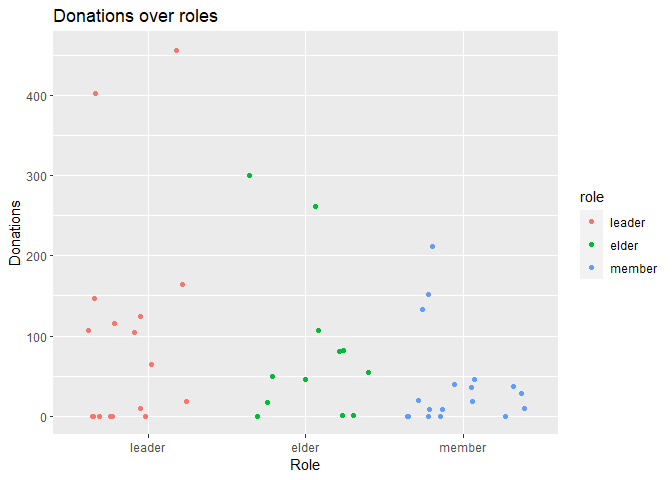 Donations over roles
Donations
400
300
200
100
0
leader
elder
member
Role
role
leader
elder
member